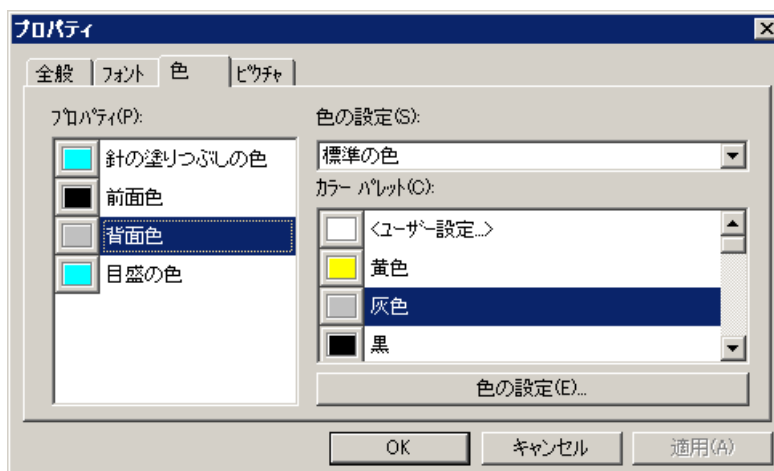 プロパティ
全般 フォント 色 ピクチャ
プロパティ(P):
針の塗りつぶしの色
前面色
背面色
目盛の色
色の設定(S):
標準の色
カラー パレット(C):
<ユーザー設定...>
黄色
灰色
黒
色の設定(E)...
OK キャンセル 適用(A)